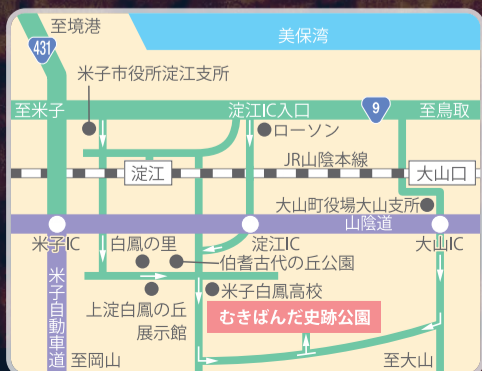 至境港
美保湾
431
米子市役所淀江支所
至米子
淀江IC入口
9
至鳥取
ローソン
JR山陰本線
淀江
大山口
大山町役場大山支所
山陰道
米子IC
白鳳の里
淀江IC
大山IC
伯耆古代の丘公園
米子自動車道
上淀白鳳の丘
展示館
米子白鳳高校
むきばんだ史跡公園
至岡山
至大山